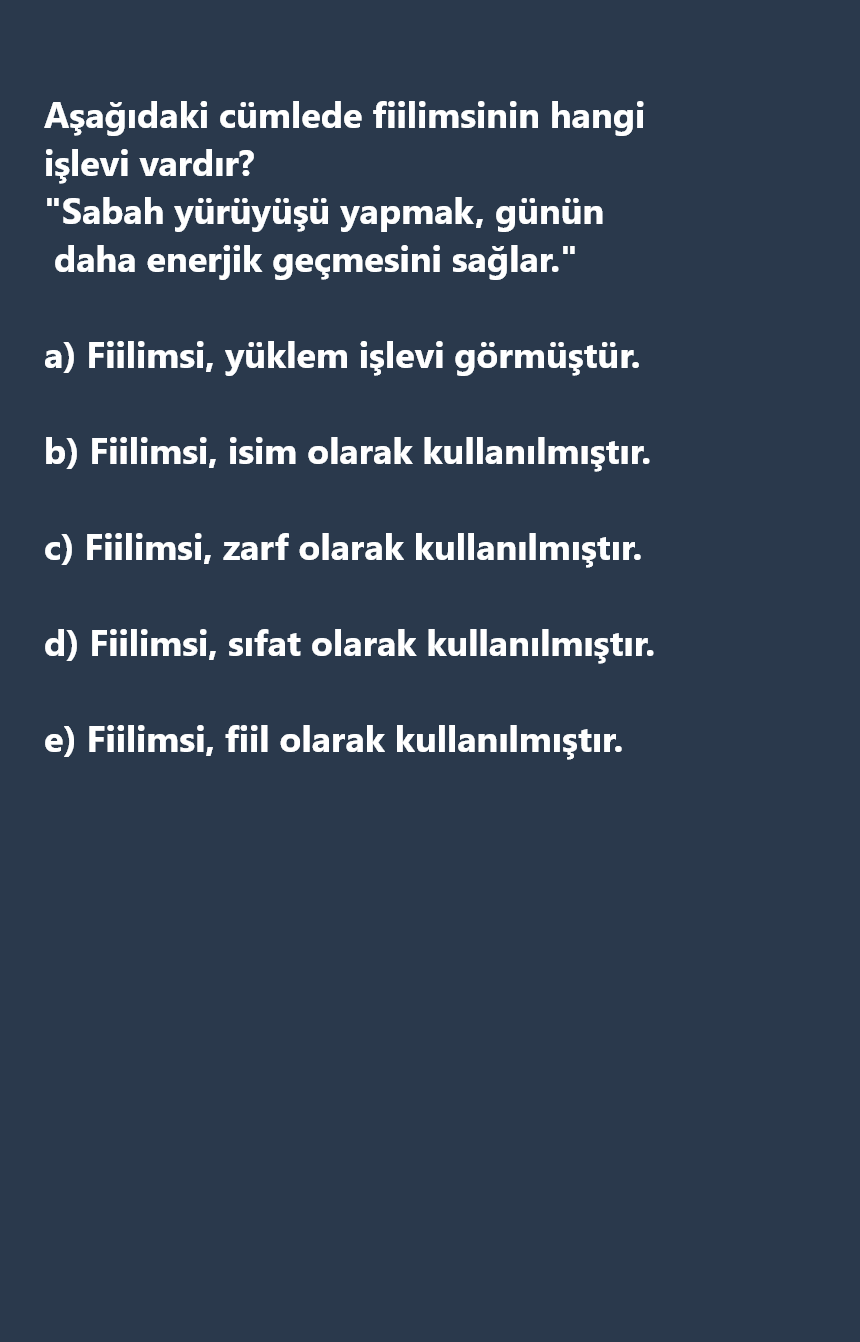 Aşağıdaki cümlede fiilimsinin hangi
işlevi vardır?
"Sabah yürüyüşü yapmak, günün
daha enerjik geçmesini sağlar."
a) Fiilimsi, yüklem işlevi görmüştür.
b) Fiilimsi, isim olarak kullanılmıştır.
c) Fiilimsi, zarf olarak kullanılmıştır.
d) Fiilimsi, sıfat olarak kullanılmıştır.
e) Fiilimsi, fiil olarak kullanılmıştır.